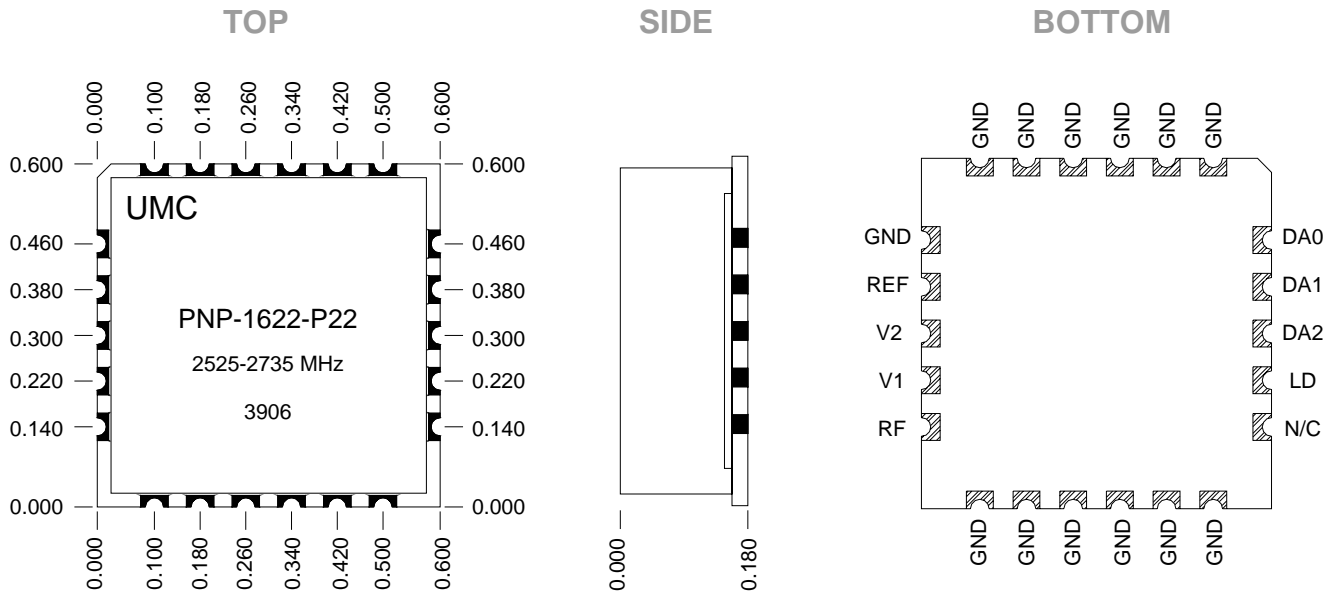 TOP
SIDE
BOTTOM
0.000
0.100
0.180
0.260
0.340
0.420
0.500
0.600
0.600
0.460
0.380
0.300
0.220
0.140
0.000
UMC
PNP-1622-P22
2525-2735 MHz
3906
0.600
0.460
0.380
0.300
0.220
0.140
0.000
0.000
0.100
0.180
0.260
0.340
0.420
0.500
0.600
0.000
0.180
GND
GND
GND
GND
GND
GND
GND
REF
V2
V1
RF
DA0
DA1
DA2
LD
N/C
GND
GND
GND
GND
GND
GND